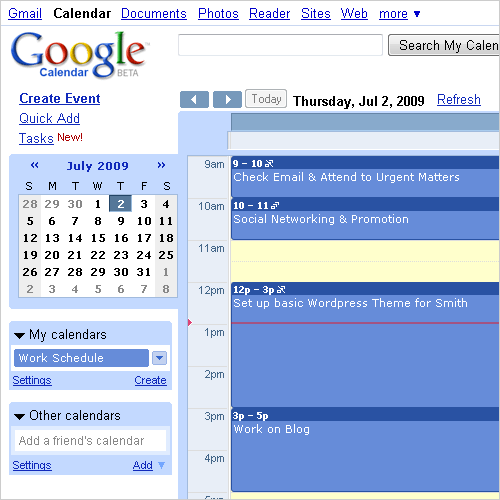 Gmail Calendar Documents Photos Reader Sites Web more ▼
Google
Calendar BETA
Search My Calen
Create Event
Quick Add
Tasks New!
Today Thursday, Jul 2, 2009 Refresh
« July 2009 »
S M T W T F S
28 29 30 1 2 3 4
5 6 7 8 9 10 11
12 13 14 15 16 17 18
19 20 21 22 23 24 25
26 27 28 29 30 31 1
2 3 4 5 6 7 8
My calendars
Work Schedule
Settings Create
Other calendars
Add a friend's calendar
Settings Add ▼
9am
10am
11am
12pm
1pm
2pm
3pm
4pm
9 – 10
Check Email & Attend to Urgent Matters
10 – 11
Social Networking & Promotion
12p – 3p
Set up basic Wordpress Theme for Smith
3p – 5p
Work on Blog